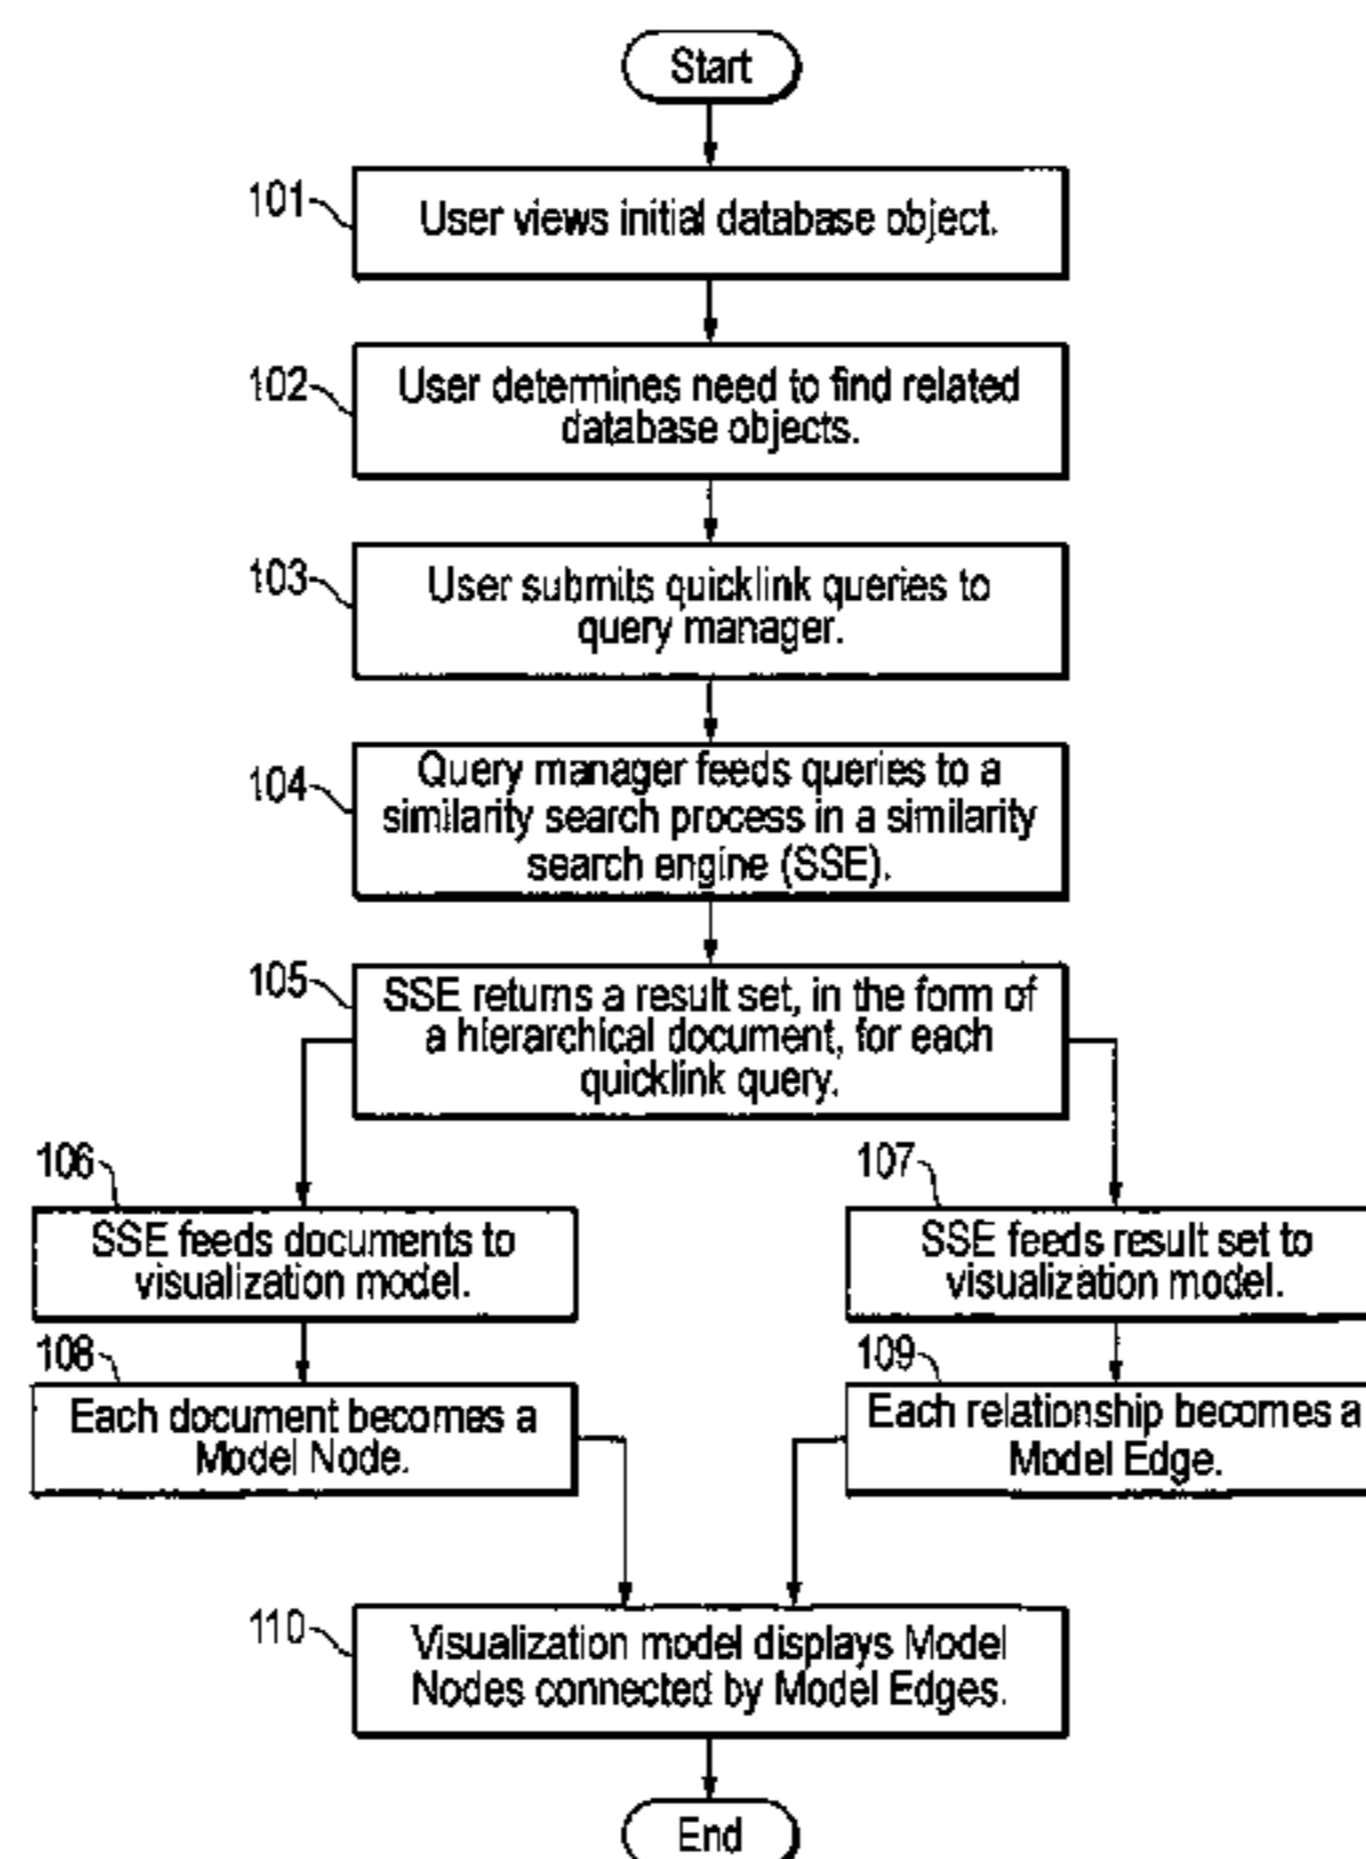 Start
101
User views initial database object.
102
User determines need to find related
database objects.
103
User submits quicklink queries to
query manager.
104
Query manager feeds queries to a
similarity search process in a similarity
search engine (SSE).
105
SSE returns a result set, in the form of
a hierarchical document, for each
quicklink query.
106
SSE feeds documents to
visualization model.
107
SSE feeds result set to
visualization model.
108
Each document becomes a
Model Node.
109
Each relationship becomes a
Model Edge.
110
Visualization model displays Model
Nodes connected by Model Edges.
End